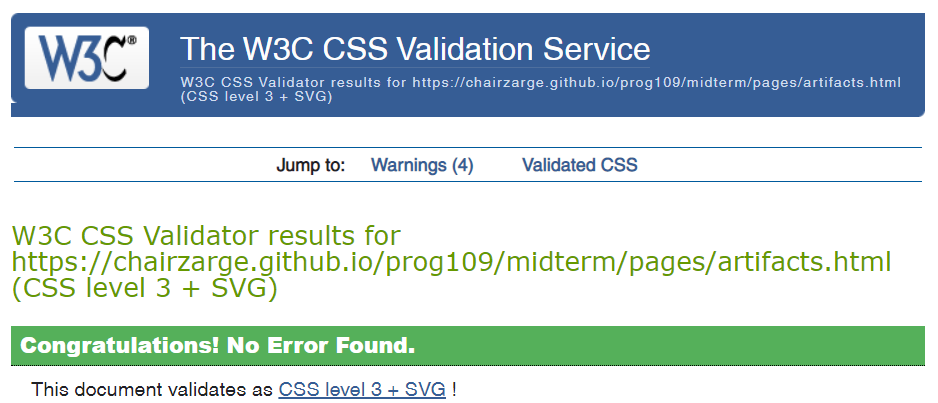 W3C®
The W3C CSS Validation Service
W3C CSS Validator results for https://chairzarge.github.io/prog109/midterm/pages/artifacts.html
(CSS level 3 + SVG)
Jump to: Warnings (4) Validated CSS
W3C CSS Validator results for
https://chairzarge.github.io/prog109/midterm/pages/artifacts.html
(CSS level 3 + SVG)
Congratulations! No Error Found.
This document validates as CSS level 3 + SVG !